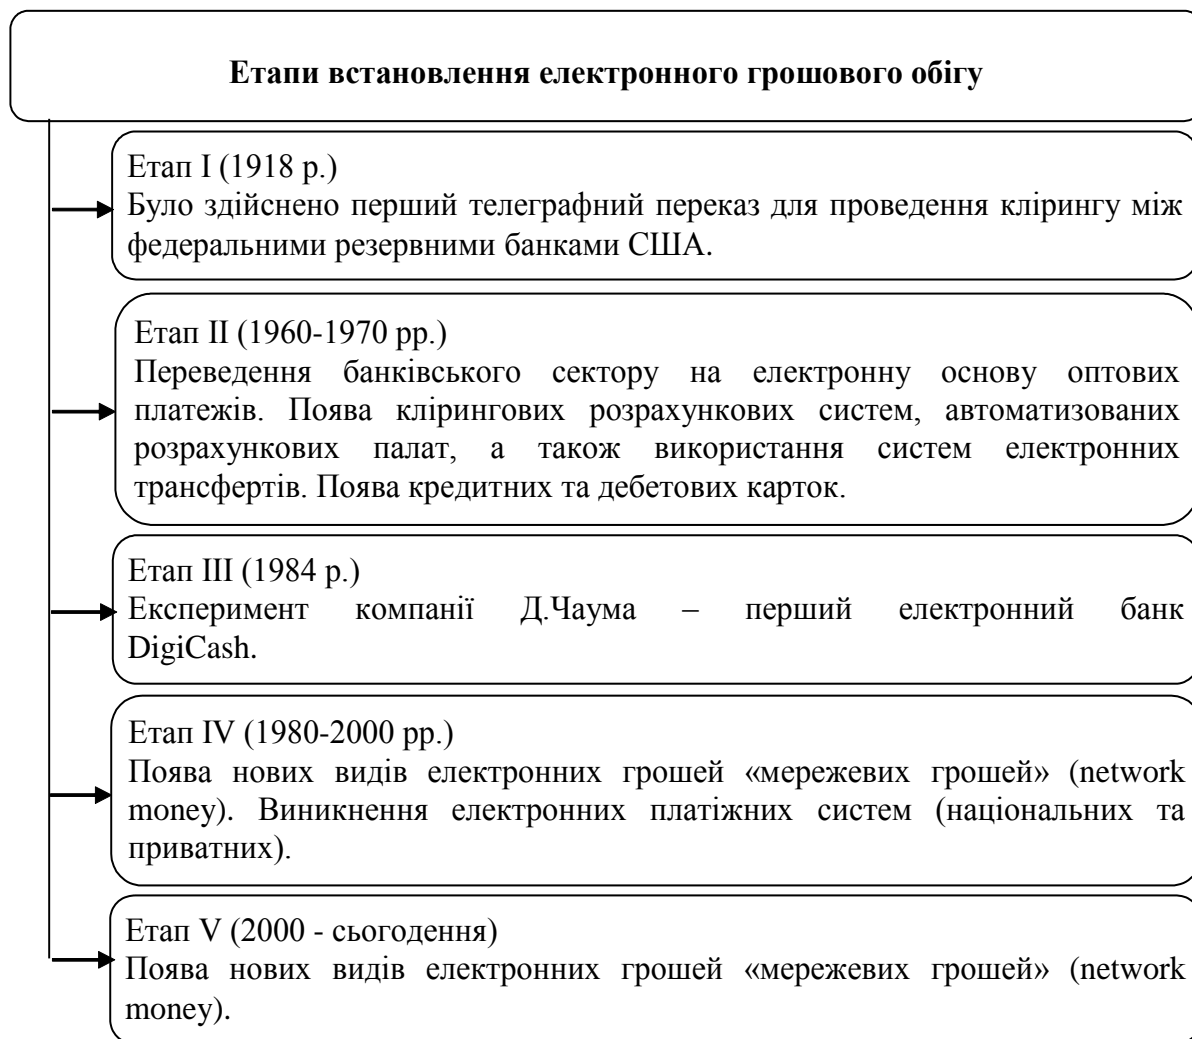 Етапи встановлення електронного грошового обігу
Етап I (1918 р.)
Було здійснено перший телеграфний переказ для проведення клірингу між
федеральними резервними банками США.
Етап II (1960-1970 рр.)
Переведення банківського сектору на електронну основу оптових
платежів. Поява клірингових розрахункових систем, автоматизованих
розрахункових палат, а також використання систем електронних
трансфертів. Поява кредитних та дебетових карток.
Етап III (1984 р.)
Експеримент компанії Д.Чаума – перший електронний банк
DigiCash.
Етап IV (1980-2000 рр.)
Поява нових видів електронних грошей «мережевих грошей» (network
money). Виникнення електронних платіжних систем (національних та
приватних).
Етап V (2000 - сьогодення)
Поява нових видів електронних грошей «мережевих грошей» (network
money).